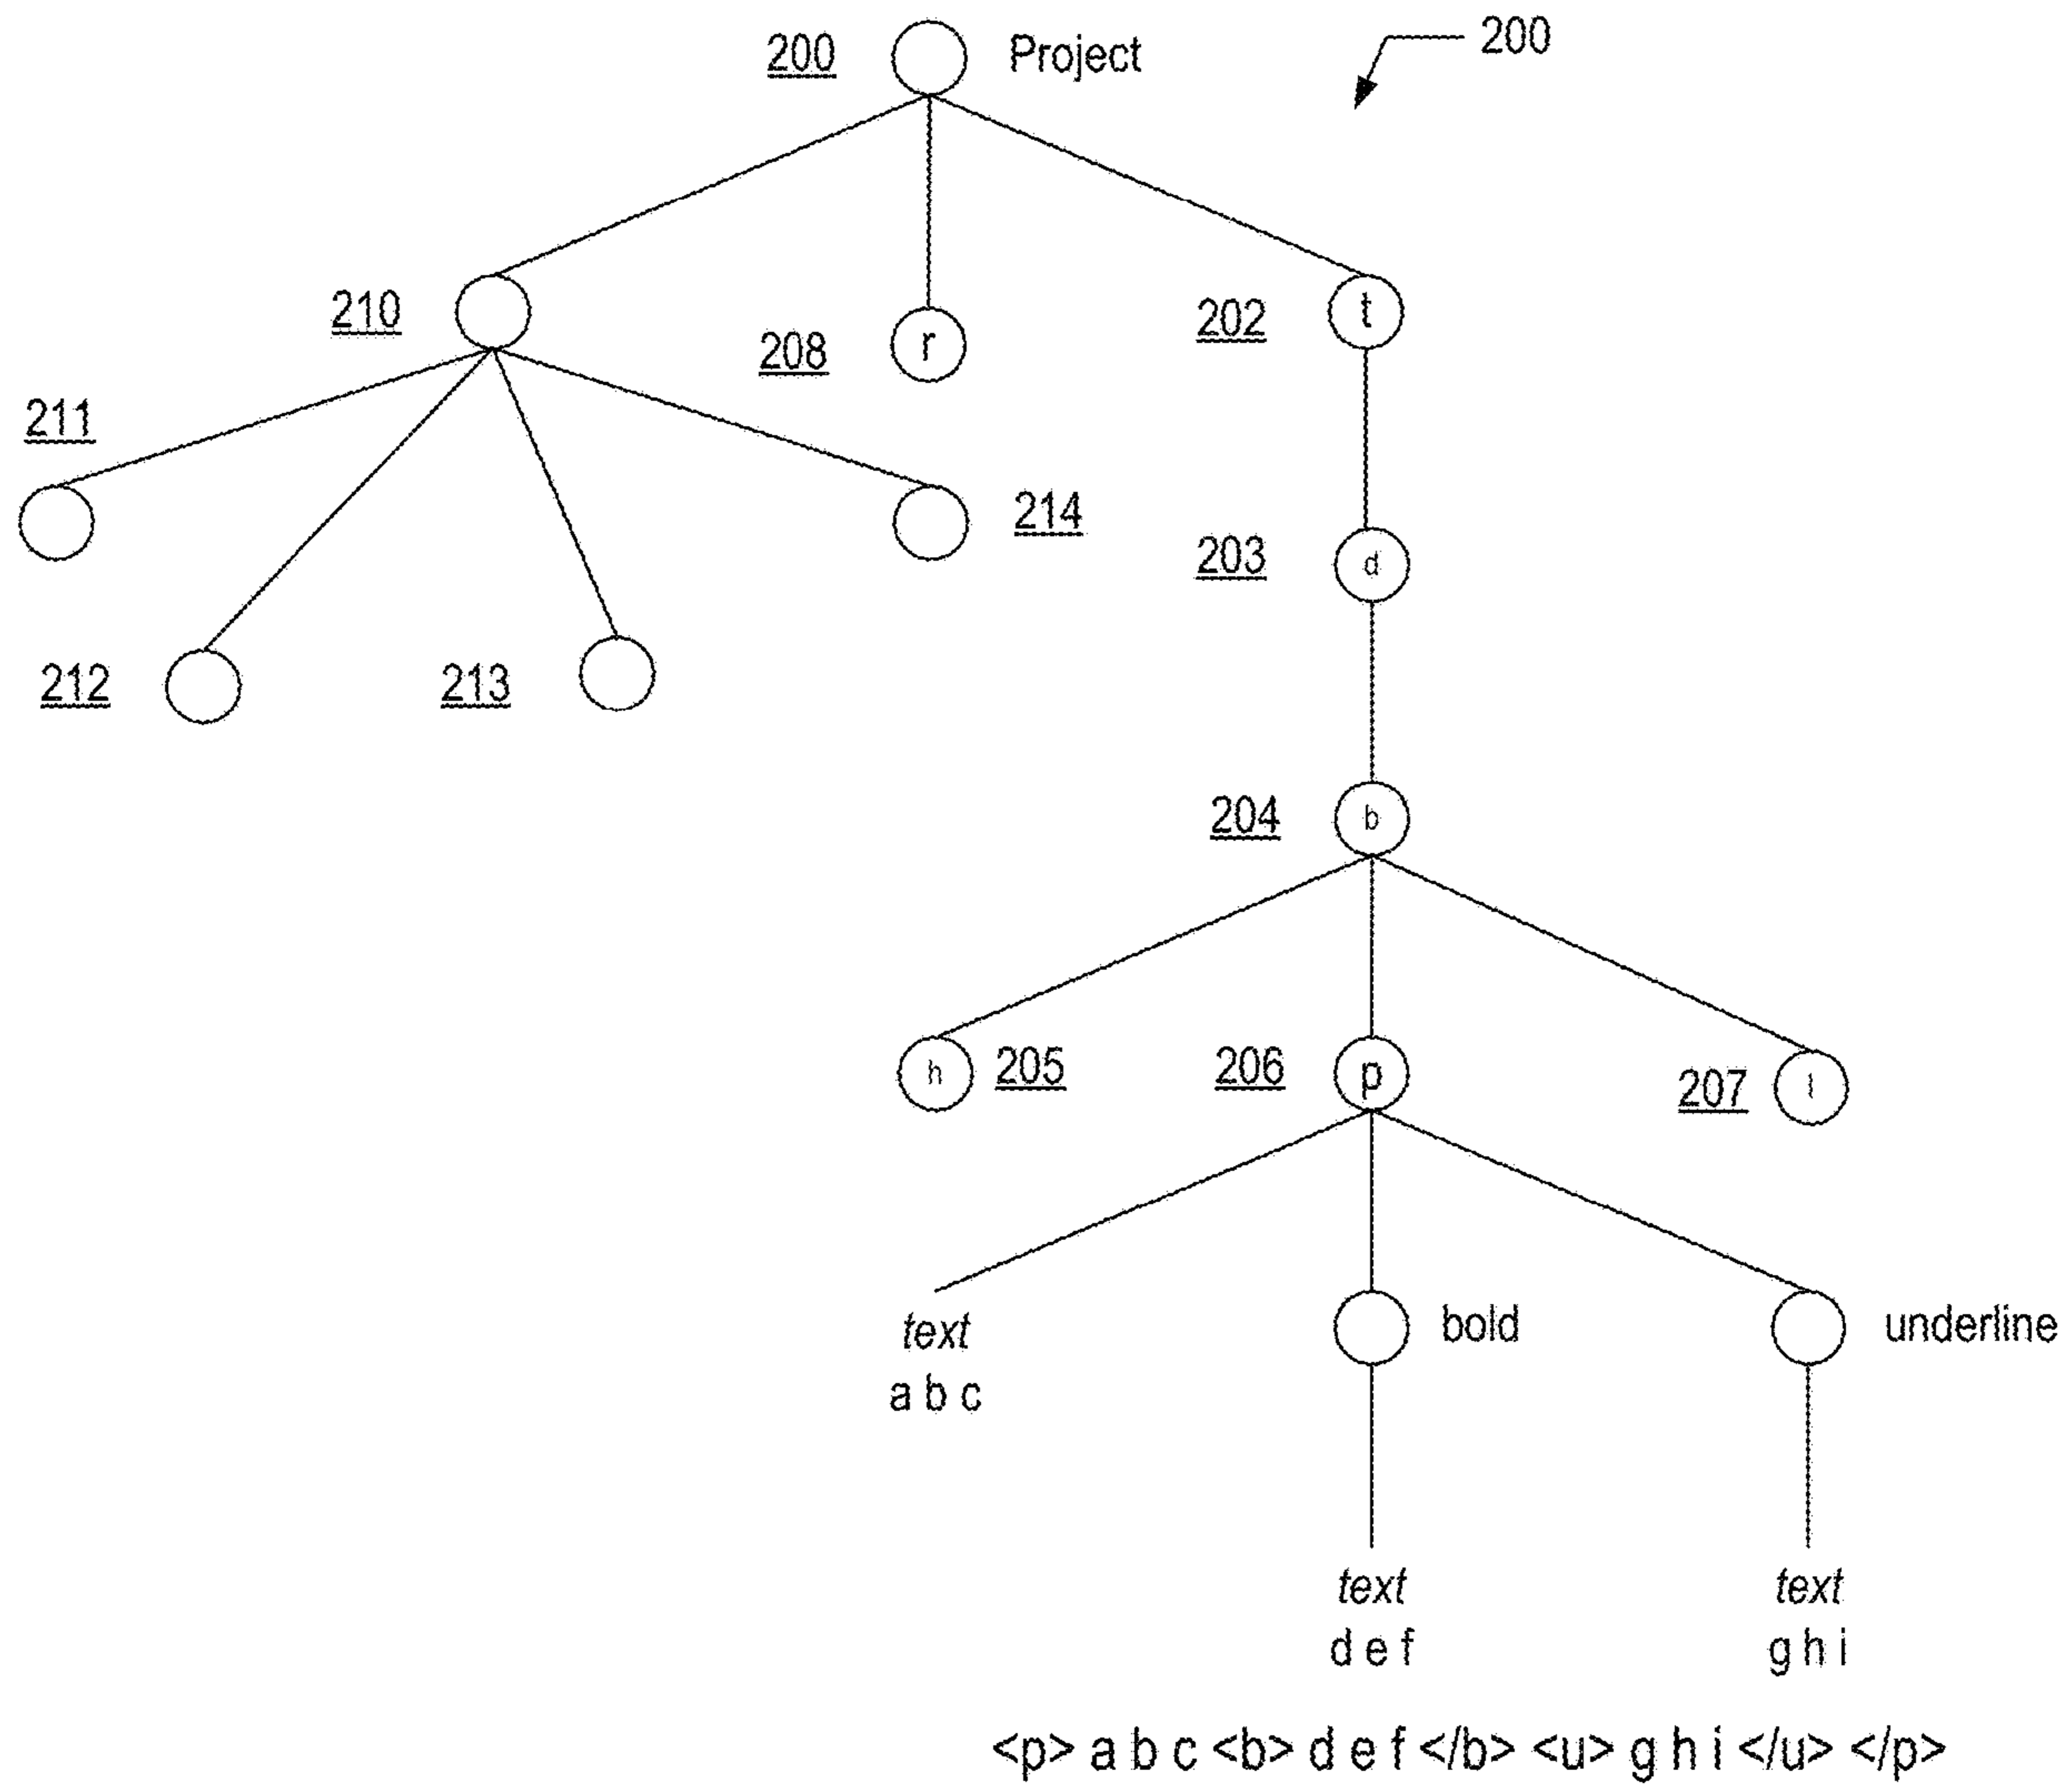 200 Project 200
210 208 r 202 t
211
214 203 d
212 213
204 b
h 205 206 p 207 l
text bold underline
a b c
text text
d e f g h i
<p> a b c <b> d e f </b> <u> g h i </u> </p>